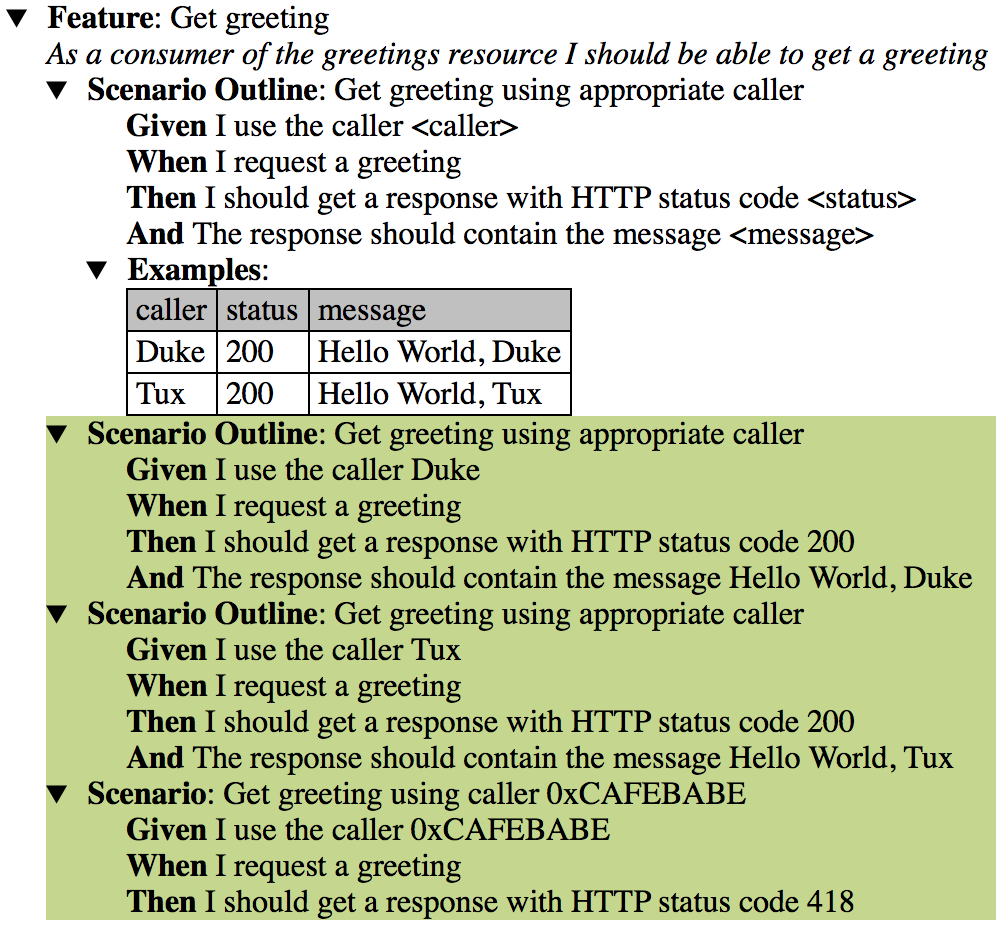 Feature: Get greeting
As a consumer of the greetings resource I should be able to get a greeting
Scenario Outline: Get greeting using appropriate caller
Given I use the caller <caller>
When I request a greeting
Then I should get a response with HTTP status code <status>
And The response should contain the message <message>
Examples:
caller status message
Duke 200 Hello World, Duke
Tux 200 Hello World, Tux
Scenario Outline: Get greeting using appropriate caller
Given I use the caller Duke
When I request a greeting
Then I should get a response with HTTP status code 200
And The response should contain the message Hello World, Duke
Scenario Outline: Get greeting using appropriate caller
Given I use the caller Tux
When I request a greeting
Then I should get a response with HTTP status code 200
And The response should contain the message Hello World, Tux
Scenario: Get greeting using caller 0xCAFEBABE
Given I use the caller 0xCAFEBABE
When I request a greeting
Then I should get a response with HTTP status code 418